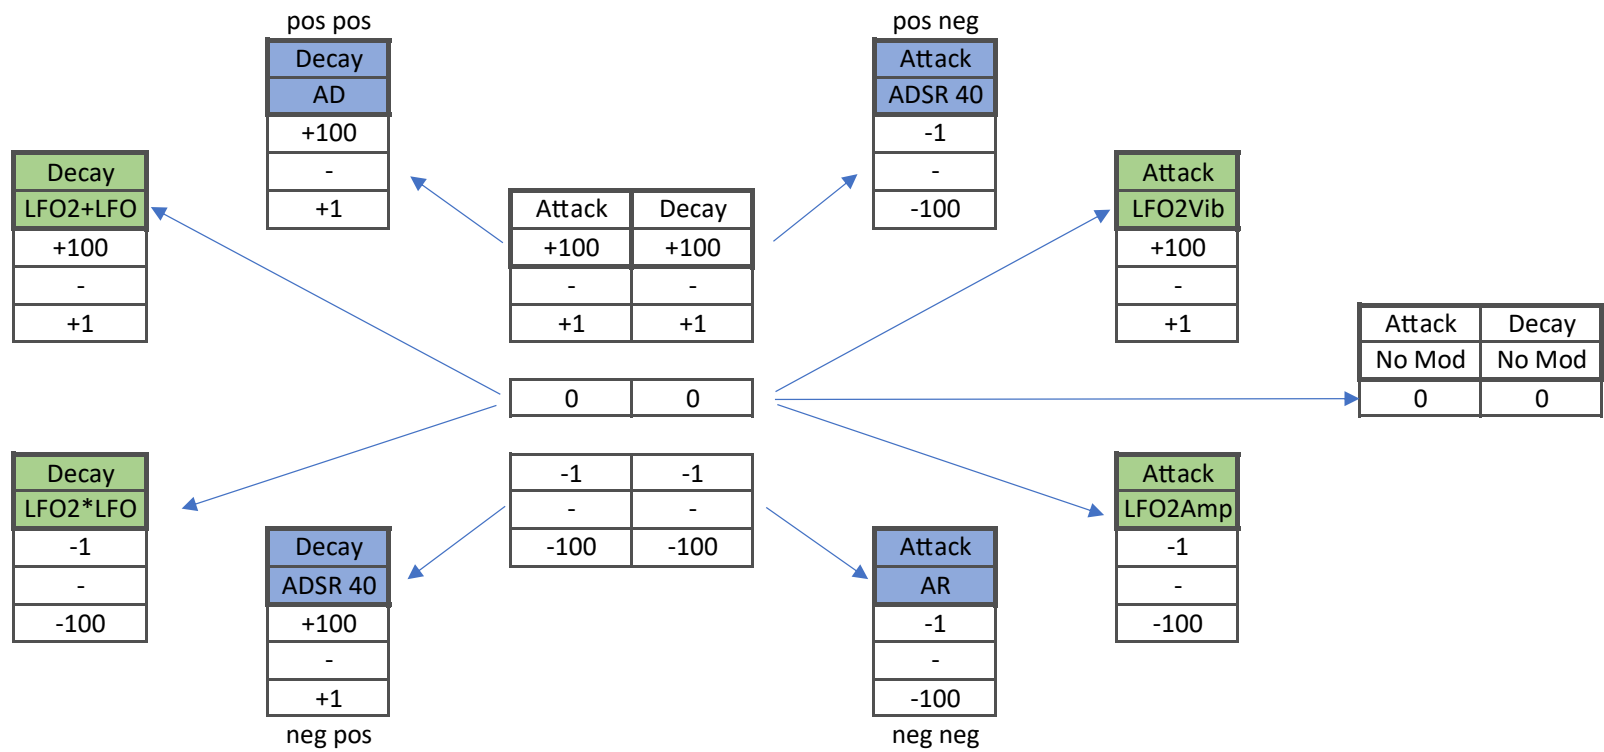 pos pos
Decay
AD
+100
-
+1
pos neg
Attack
ADSR 40
-1
-
-100
Decay
LFO2+LFO
+100
-
+1
Attack Decay
+100 +100
- -
+1 +1
0 0
-1 -1
- -
-100 -100
Attack
LFO2Vib
+100
-
+1
Attack Decay
No Mod No Mod
0 0
Decay
LFO2*LFO
-1
-
-100
Decay
ADSR 40
+100
-
+1
neg pos
Attack
AR
-1
-
-100
neg neg
Attack
LFO2Amp
-1
-
-100